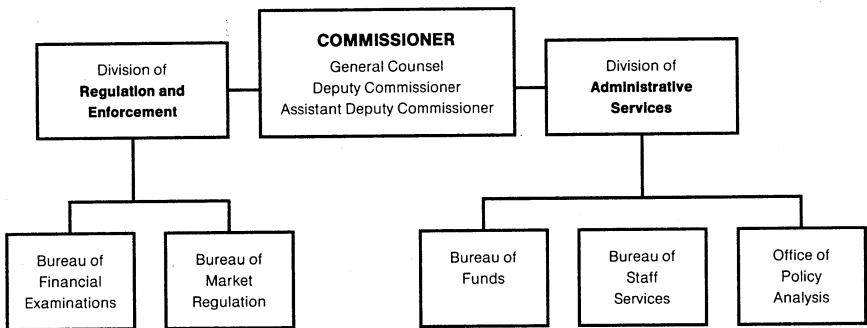 COMMISSIONER
General Counsel
Deputy Commissioner
Assistant Deputy Commissioner
Division of
Regulation and
Enforcement
Division of
Administrative
Services
Bureau of
Financial
Examinations
Bureau of
Market
Regulation
Bureau of
Funds
Bureau of
Staff
Services
Office of
Policy
Analysis